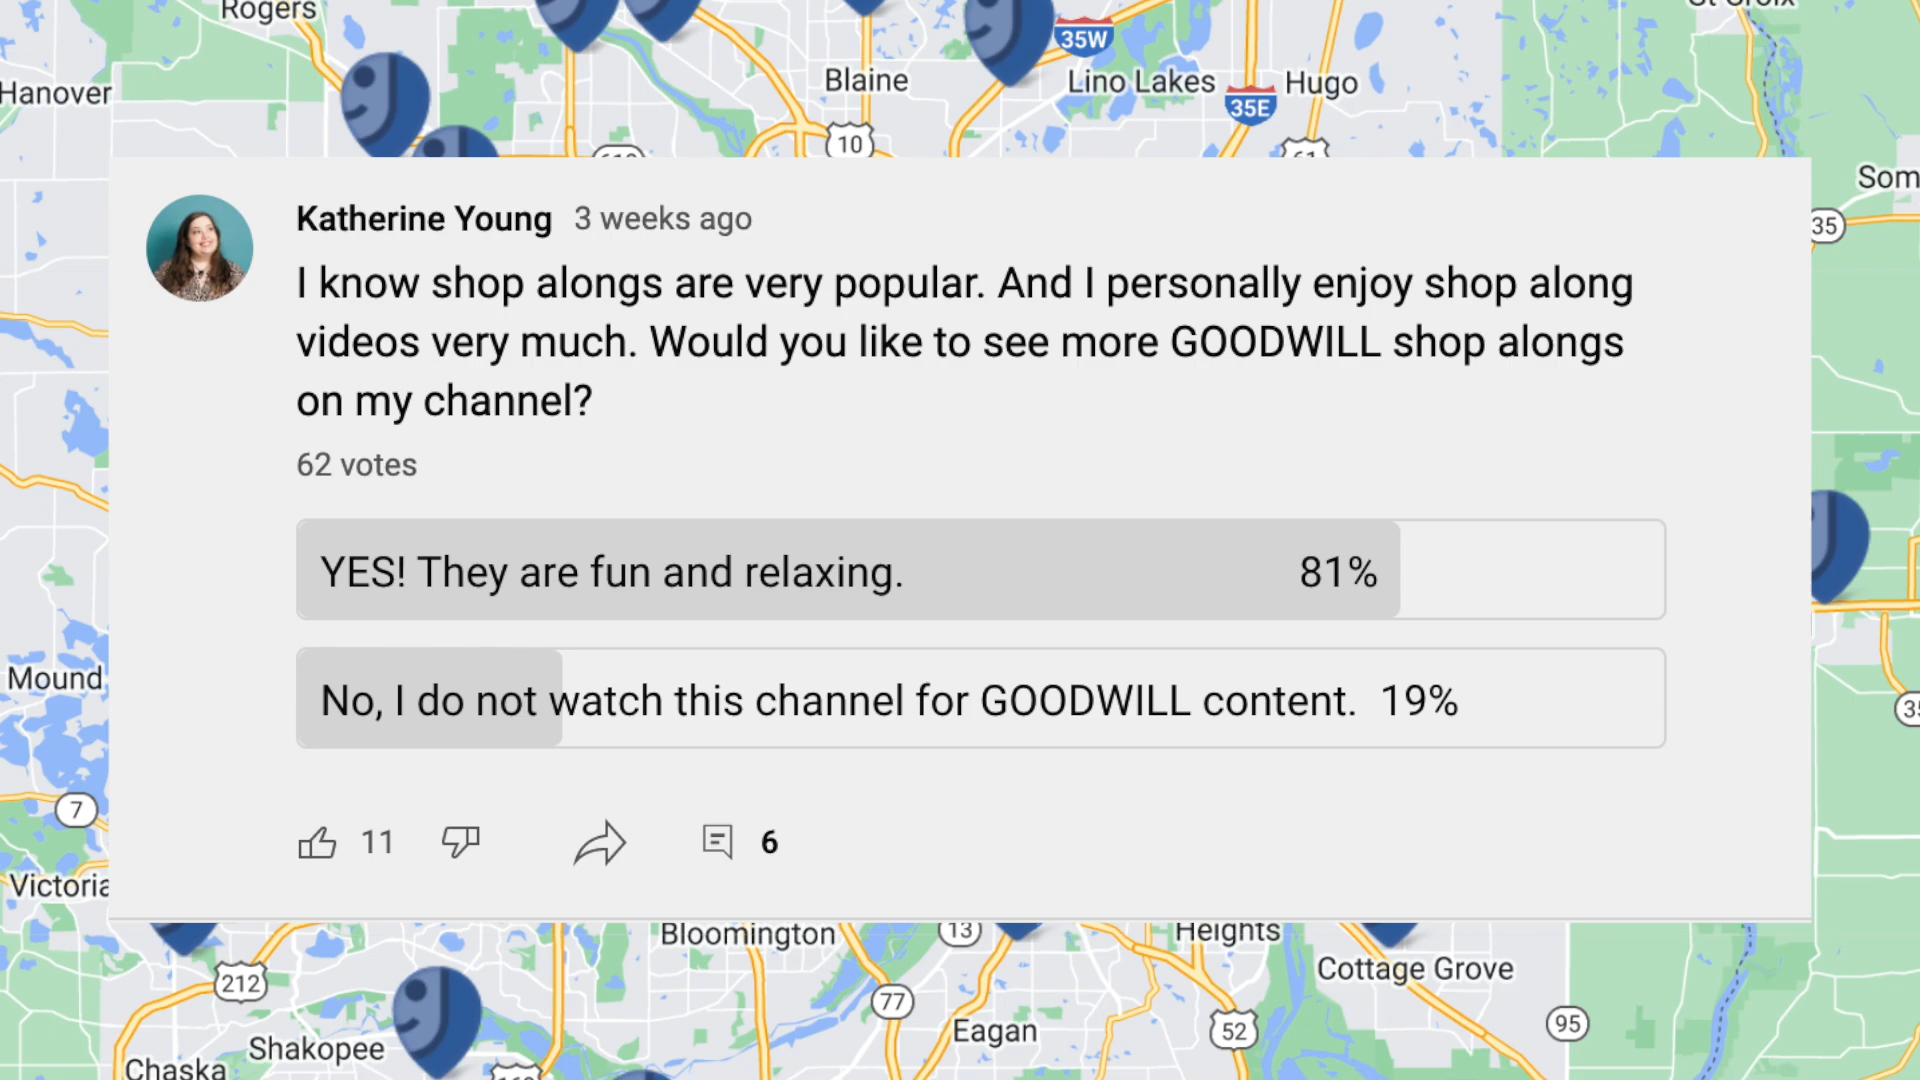 Rogers
St Croix
Hanover
Blaine
35W
Lino Lakes
35E
Hugo
10
61
Som
35
Katherine Young 3 weeks ago
I know shop alongs are very popular. And I personally enjoy shop along
videos very much. Would you like to see more GOODWILL shop alongs
on my channel?
62 votes
YES! They are fun and relaxing. 81%
No, I do not watch this channel for GOODWILL content. 19%
11 6
Mound
35
7
Victoria
Bloomington
13
Heights
Cottage Grove
212
77
Eagan
52
95
Shakopee
Chaska